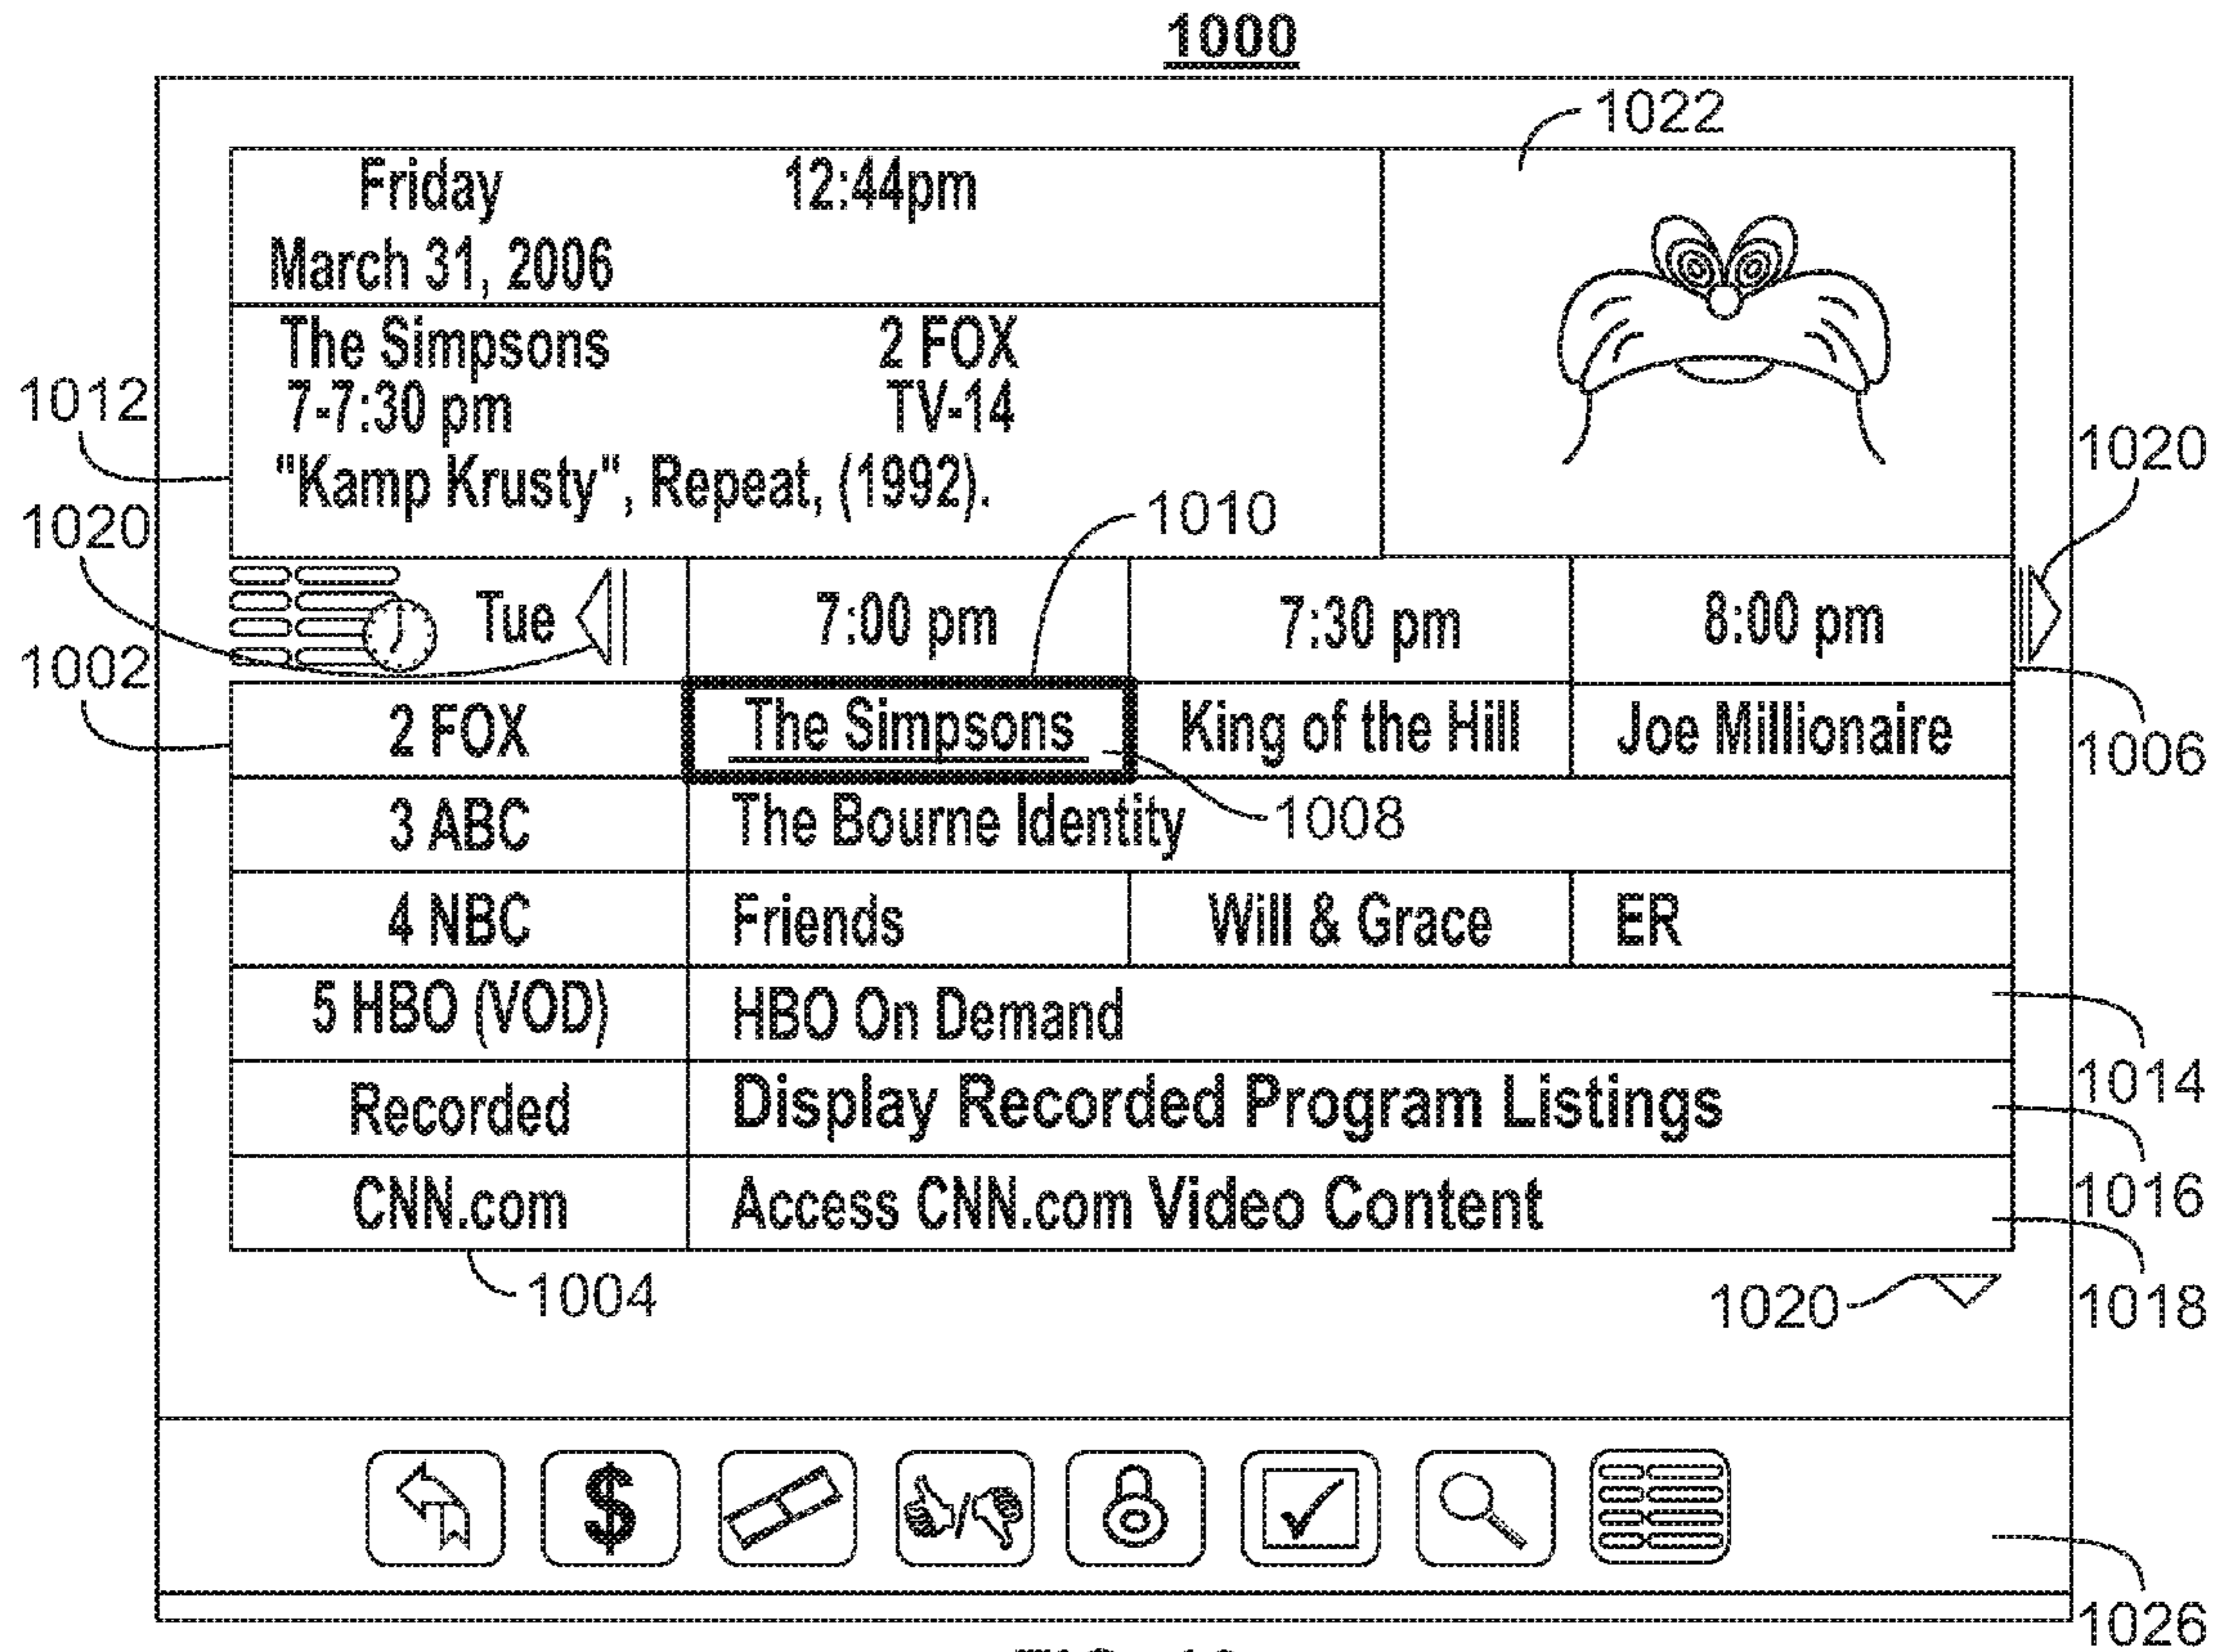 1000
1022
Friday 12:44pm
March 31, 2006
The Simpsons 2 FOX
7-7:30 pm TV-14
"Kamp Krusty", Repeat, (1992).
1012
1020
1010
1020
Tue 7:00 pm 7:30 pm 8:00 pm
1002
2 FOX The Simpsons King of the Hill Joe Millionaire
1006
3 ABC The Bourne Identity
1008
4 NBC Friends Will & Grace ER
5 HBO (VOD) HBO On Demand
1014
Recorded Display Recorded Program Listings
1016
CNN.com Access CNN.com Video Content
1018
1004
1020
$
1026